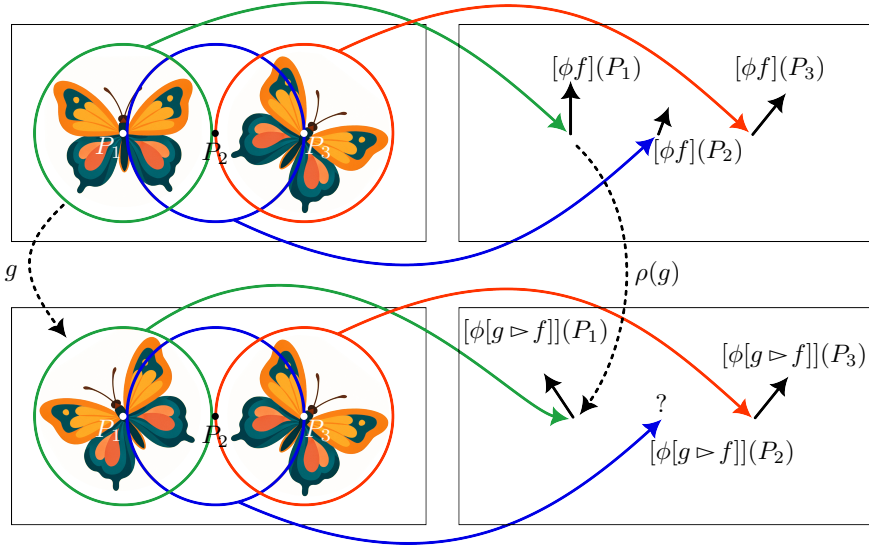 [ϕf](P₁)
[ϕf](P₃)
P₁
P₂
P₃
[ϕf](P₂)
g
ρ(g)
[ϕ[g ⊳ f]](P₁)
[ϕ[g ⊳ f]](P₃)
?
P₁
P₂
P₃
[ϕ[g ⊳ f]](P₂)